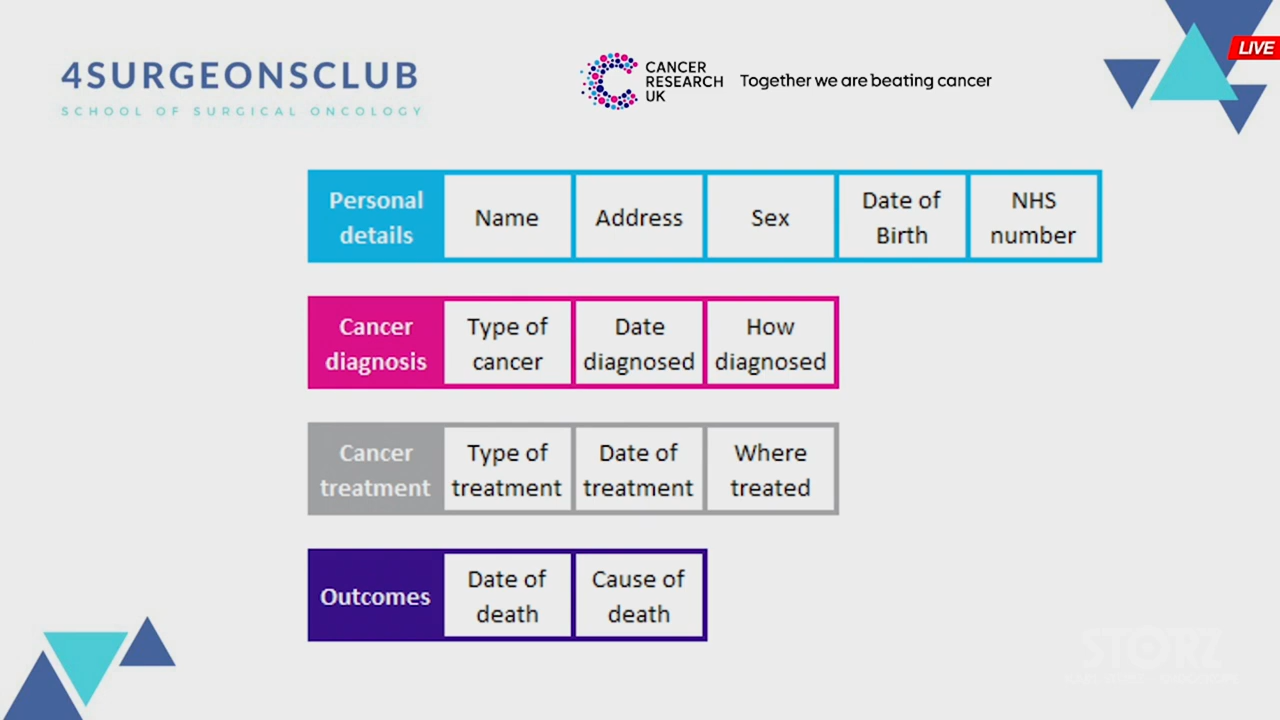 4SURGEONSCLUB
SCHOOL OF SURGICAL ONCOLOGY
CANCER
RESEARCH
UK
Together we are beating cancer
LIVE
Personal
details
Name
Address
Sex
Date of
Birth
NHS
number
Cancer
diagnosis
Type of
cancer
Date
diagnosed
How
diagnosed
Cancer
treatment
Type of
treatment
Date of
treatment
Where
treated
Outcomes
Date of
death
Cause of
death
STORZ